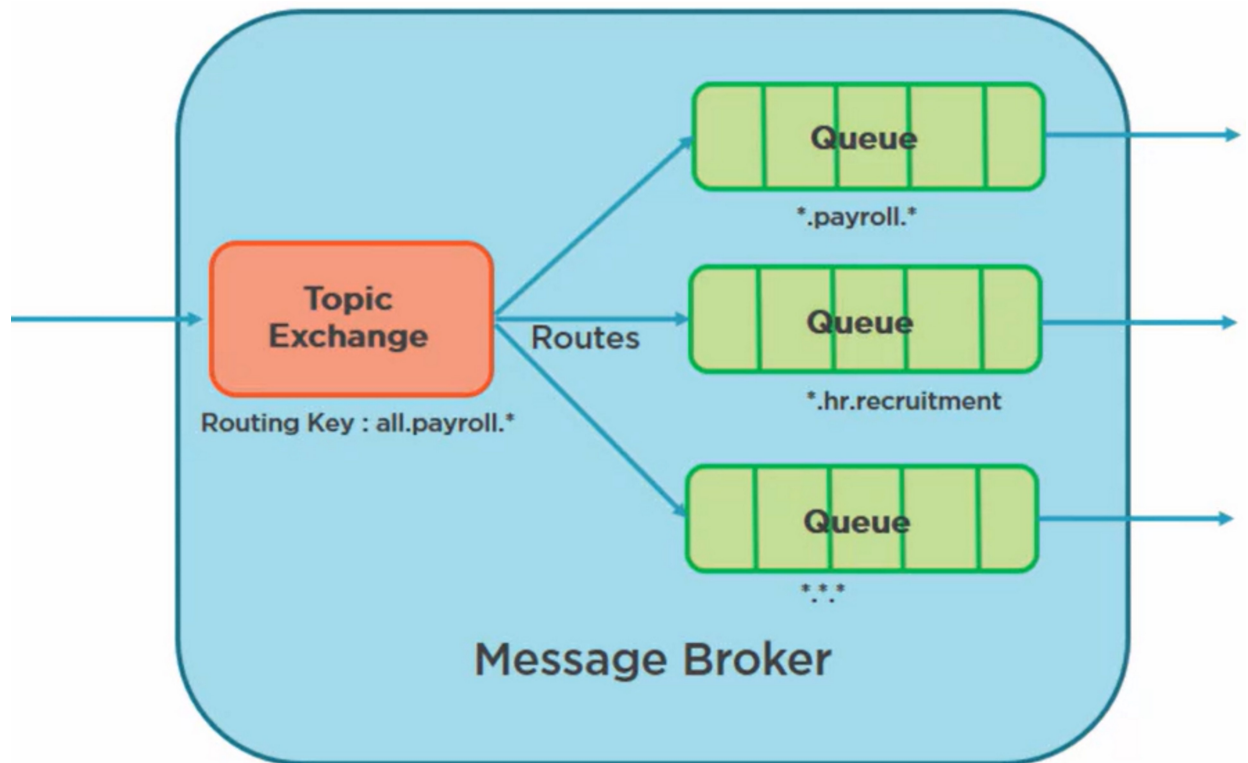 Queue
*.payroll.*
Topic
Exchange
Routes
Queue
Routing Key : all.payroll.*
*.hr.recruitment
Queue
*.*.*
Message Broker